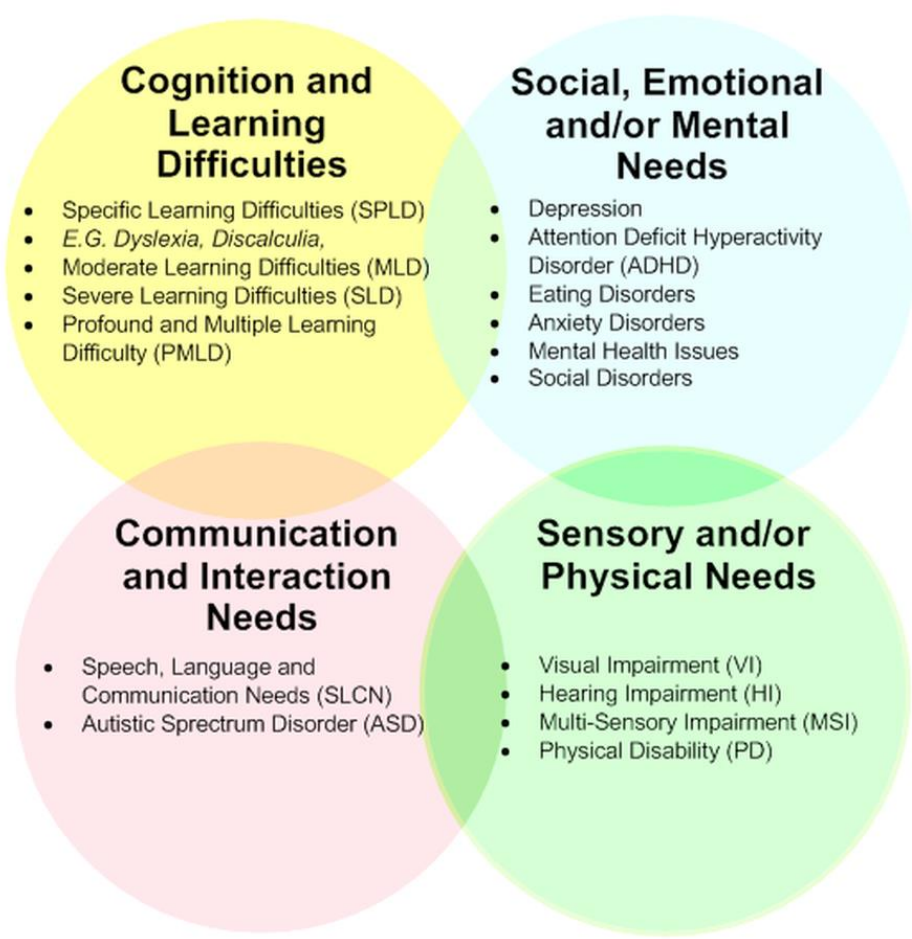 Cognition and
Learning
Difficulties
• Specific Learning Difficulties (SPLD)
• E.G. Dyslexia, Discalculia,
• Moderate Learning Difficulties (MLD)
• Severe Learning Difficulties (SLD)
• Profound and Multiple Learning
Difficulty (PMLD)
Social, Emotional
and/or Mental
Needs
• Depression
• Attention Deficit Hyperactivity
Disorder (ADHD)
• Eating Disorders
• Anxiety Disorders
• Mental Health Issues
• Social Disorders
Communication
and Interaction
Needs
• Speech, Language and
Communication Needs (SLCN)
• Autistic Spectrum Disorder (ASD)
Sensory and/or
Physical Needs
• Visual Impairment (VI)
• Hearing Impairment (HI)
• Multi-Sensory Impairment (MSI)
• Physical Disability (PD)